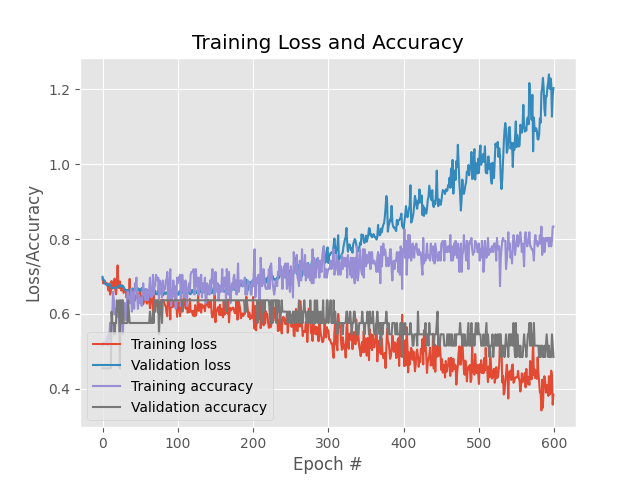 Training Loss and Accuracy
Loss/Accuracy
1.2
1.0
0.8
0.6
0.4
Training loss
Validation loss
Training accuracy
Validation accuracy
0 100 200 300 400 500 600
Epoch #